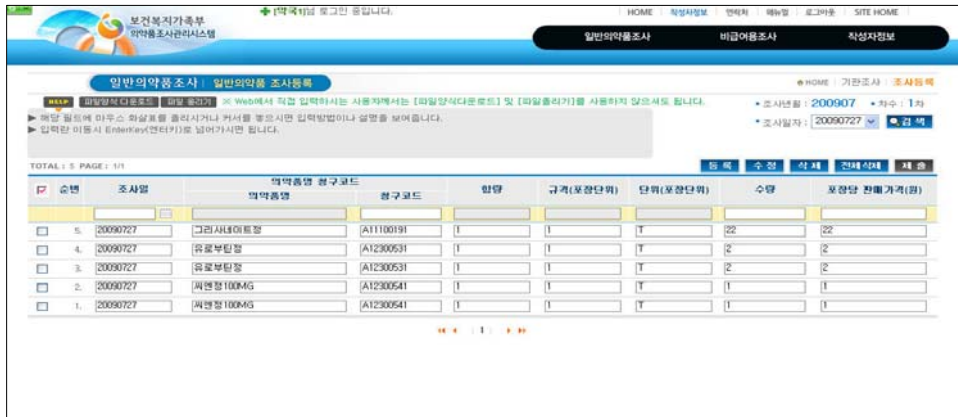 [약국1]님 로그인 중입니다.
HOME 작성자정보 연락처 매뉴얼 로그아웃 SITE HOME
보건복지가족부
의약품조사관리시스템
일반의약품조사 비급여용조사 작성자정보
일반의약품조사 | 일반의약품 조사등록
HOME | 기관조사 | 조사등록
HELP 파일양식 다운로드 파일 올리기 ※ Web에서 직접 입력하시는 사용자께서는 [파일양식다운로드] 및 [파일올리기]를 사용하지 않으셔도 됩니다.
▶ 해당 필드에 마우스 화살표를 올리시거나 커서를 놓으시면 입력방법이나 설명을 보여줍니다.
▶ 입력란 이동시 EnterKey(엔터키)로 넘어가시면 됩니다.
• 조사년월 : 200907 • 차수 : 1차
• 조사일자 : 20090727 검색
TOTAL : 5 PAGE : 1/1
등록 수정 삭제 전체삭제 제출
순번 조사일 의약품명 청구코드 함량 규격(포장단위) 단위(포장단위) 수량 포장당 판매가격(원)
의약품명 청구코드
5. 20090727 그리사네이트정 A11100191 1 1 T 22 22
4. 20090727 유로부틴정 A12300531 1 1 T 2 2
3. 20090727 유로부틴정 A12300531 1 1 T 2 2
2. 20090727 씨엔정100MG A12300541 1 1 T 1 1
1. 20090727 씨엔정100MG A12300541 1 1 T 1 1
1